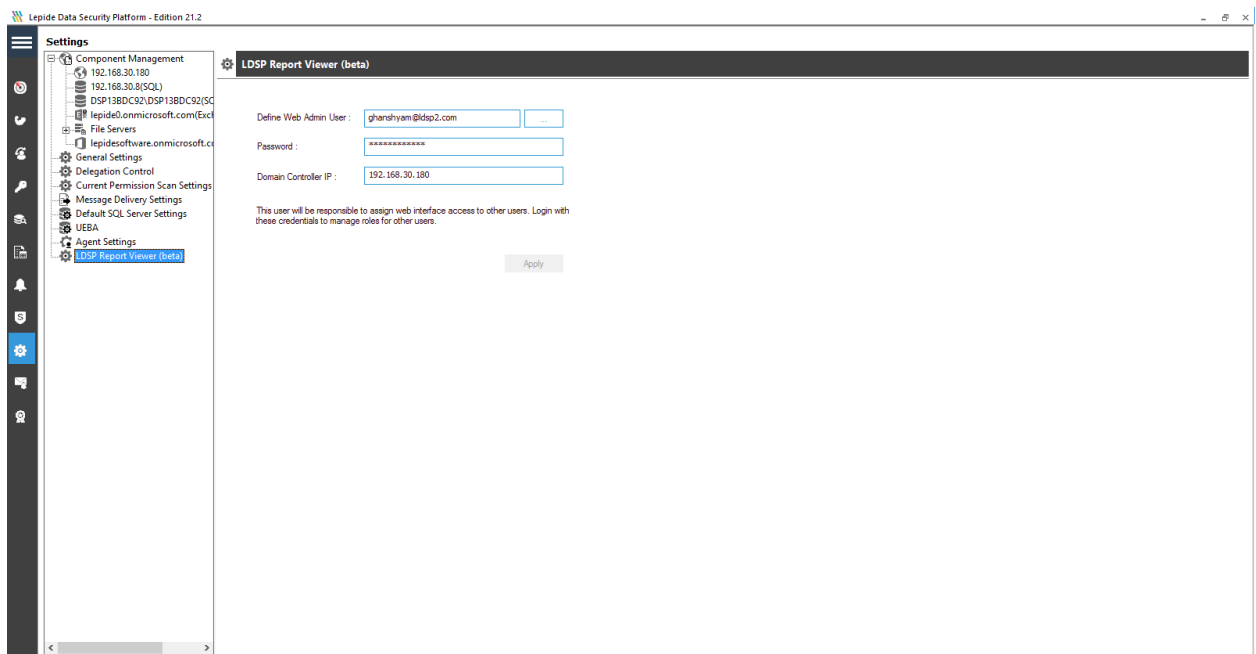 Lepide Data Security Platform - Edition 21.2
Settings
Component Management
192.168.30.180
192.168.30.8(SQL)
DSP13BDC92\DSP13BDC92(SC
lepide0.onmicrosoft.com(Excl
File Servers
lepidesoftware.onmicrosoft.co
General Settings
Delegation Control
Current Permission Scan Settings
Message Delivery Settings
Default SQL Server Settings
UEBA
Agent Settings
LDSP Report Viewer (beta)
LDSP Report Viewer (beta)
Define Web Admin User : ghanshyam@ldsp2.com ...
Password : ************
Domain Controller IP : 192.168.30.180
This user will be responsible to assign web interface access to other users. Login with
these credentials to manage roles for other users.
Apply